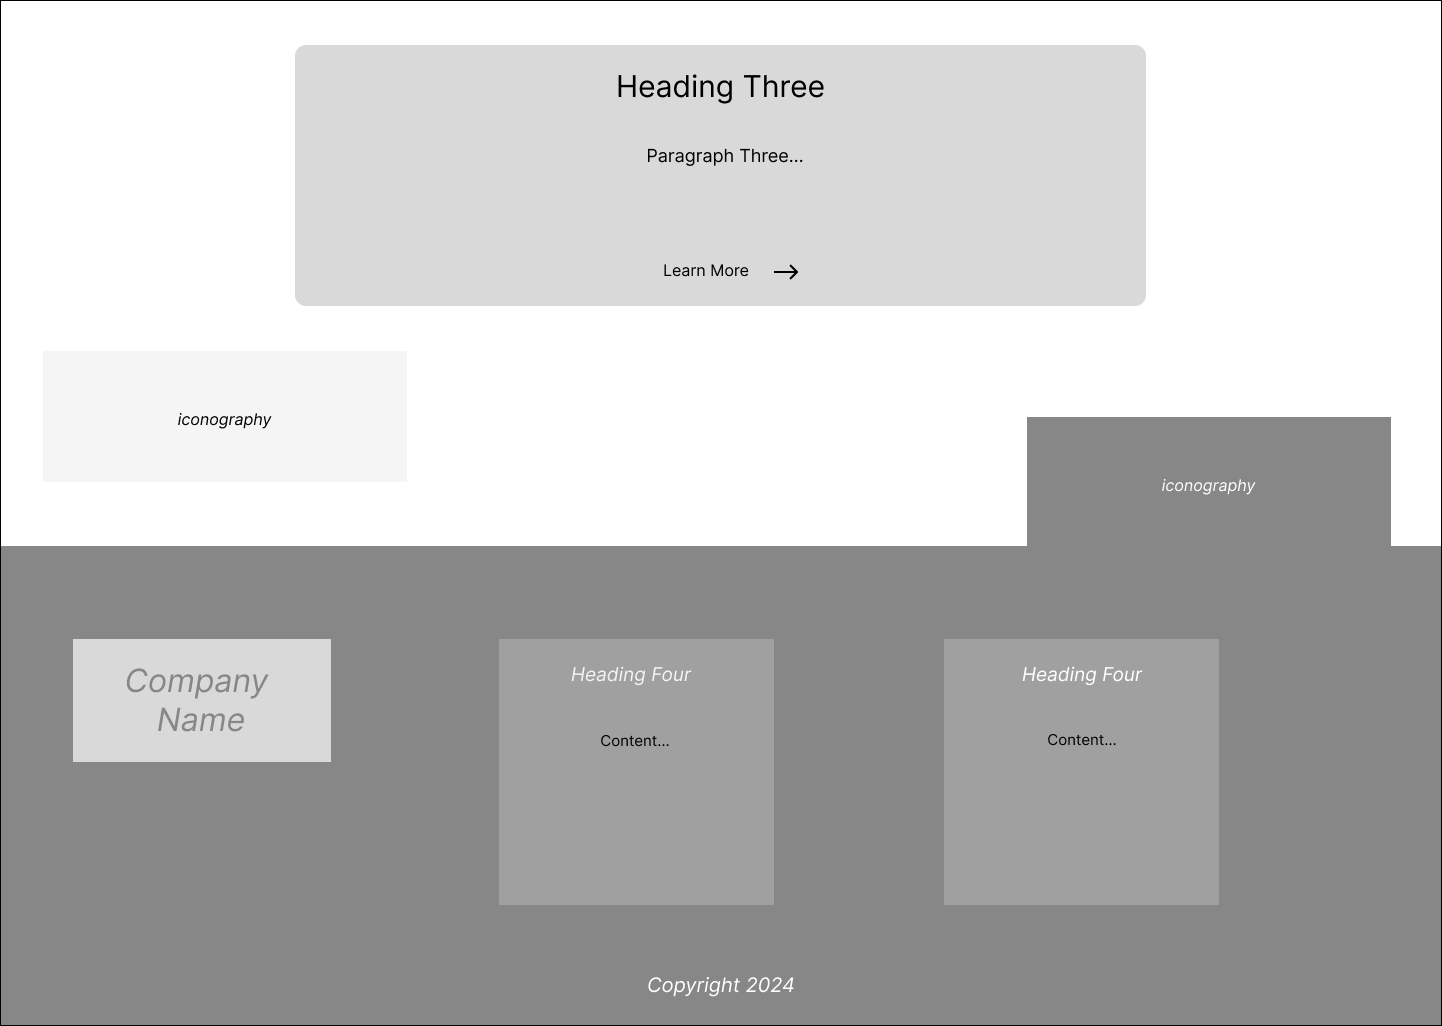 Heading Three
Paragraph Three...
Learn More
iconography
iconography
Company
Name
Heading Four
Content...
Heading Four
Content...
Copyright 2024